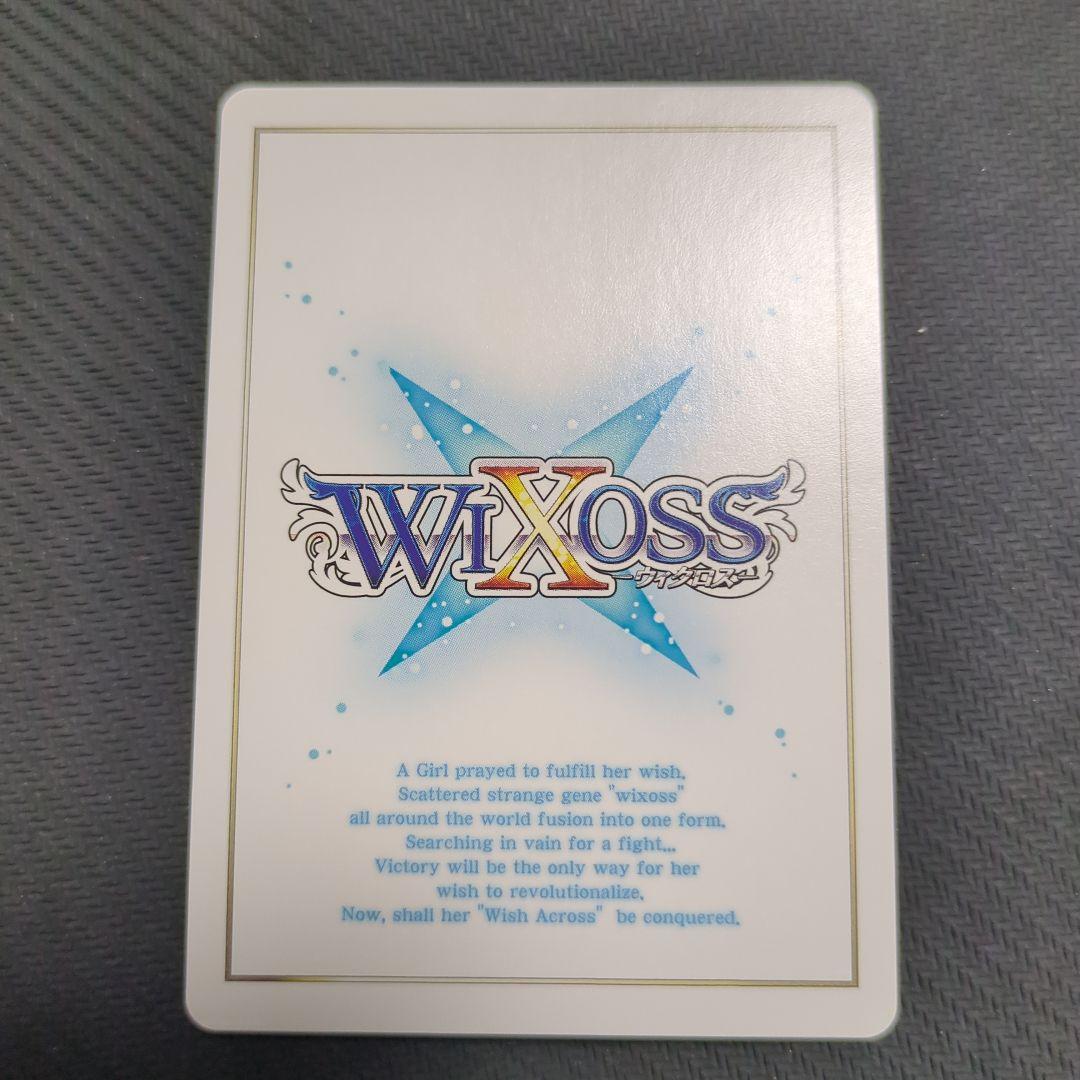 WIXOSS
ーウィクロスー
A Girl prayed to fulfill her wish.
Scattered strange gene "wixoss"
all around the world fusion into one form.
Searching in vain for a fight...
Victory will be the only way for her
wish to revolutionalize.
Now, shall her "Wish Across" be conquered.